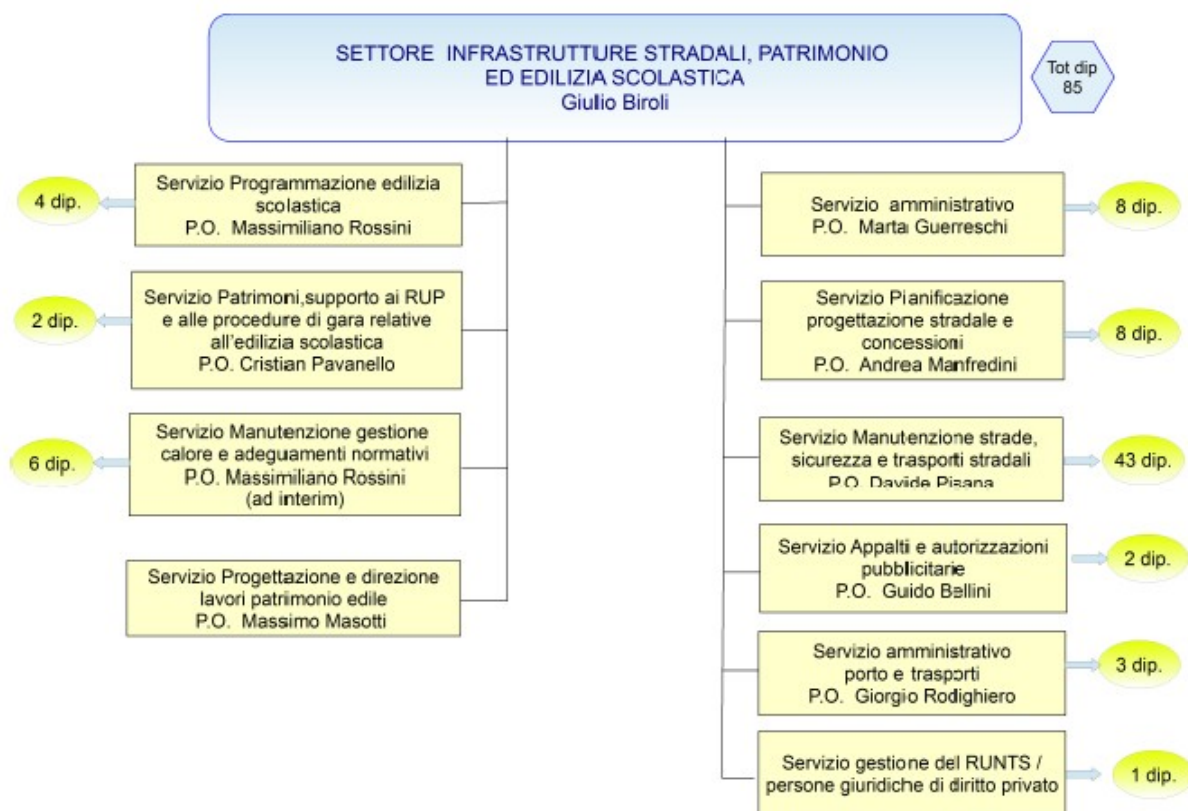 SETTORE INFRASTRUTTURE STRADALI, PATRIMONIO
ED EDILIZIA SCOLASTICA
Giulio Biroli
Tot dip
85
4 dip.
Servizio Programmazione edilizia
scolastica
P.O. Massimiliano Rossini
2 dip.
Servizio Patrimoni,supporto ai RUP
e alle procedure di gara relative
all'edilizia scolastica
P.O. Cristian Pavanello
6 dip.
Servizio Manutenzione gestione
calore e adeguamenti normativi
P.O. Massimiliano Rossini
(ad interim)
Servizio Progettazione e direzione
lavori patrimonio edile
P.O. Massimo Masotti
Servizio amministrativo
P.O. Marta Guerreschi
8 dip.
Servizio Pianificazione
progettazione stradale e
concessioni
P.O. Andrea Manfredini
8 dip.
Servizio Manutenzione strade,
sicurezza e trasporti stradali
P.O. Davide Pisana
43 dip.
Servizio Appalti e autorizzazioni
pubblicitarie
P.O. Guido Bellini
2 dip.
Servizio amministrativo
porto e trasporti
P.O. Giorgio Rodighiero
3 dip.
Servizio gestione del RUNTS /
persone giuridiche di diritto privato
1 dip.